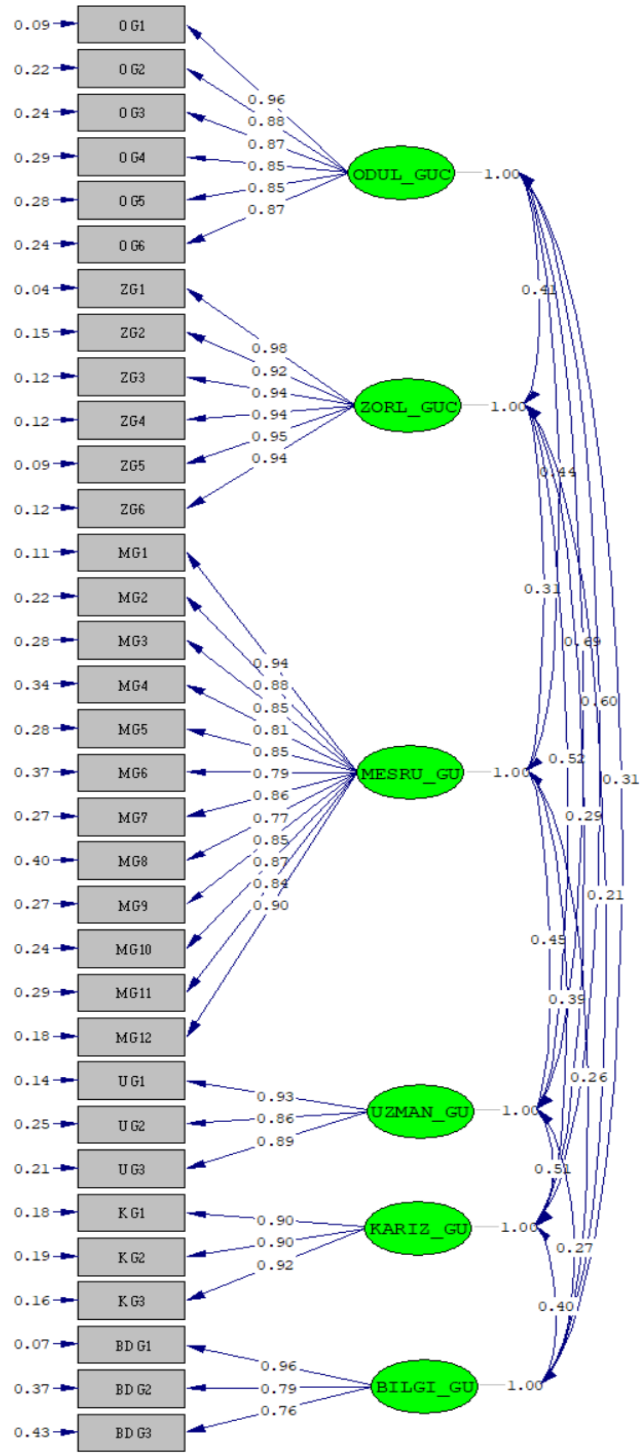 0.09 OG1
0.22 OG2
0.24 OG3
0.29 OG4
0.28 OG5
0.24 OG6
0.96
0.88
0.87
0.85
0.85
0.87
ODUL_GUC 1.00
0.04 ZG1
0.15 ZG2
0.12 ZG3
0.12 ZG4
0.09 ZG5
0.12 ZG6
0.98
0.92
0.94
0.94
0.95
0.94
ZORL_GUC 1.00
0.11 MG1
0.22 MG2
0.28 MG3
0.34 MG4
0.28 MG5
0.37 MG6
0.27 MG7
0.40 MG8
0.27 MG9
0.24 MG10
0.29 MG11
0.18 MG12
0.94
0.88
0.85
0.81
0.85
0.79
0.86
0.77
0.85
0.87
0.84
0.90
MESRU_GU 1.00
0.14 UG1
0.25 UG2
0.21 UG3
0.93
0.86
0.89
UZMAN_GU 1.00
0.18 KG1
0.19 KG2
0.16 KG3
0.90
0.90
0.92
KARIZ_GU 1.00
0.07 BDG1
0.37 BDG2
0.43 BDG3
0.96
0.79
0.76
BILGI_GU 1.00
0.41
0.44
0.31
0.69
0.60
0.52
0.31
0.29
0.21
0.45
0.39
0.26
0.51
0.27
0.40